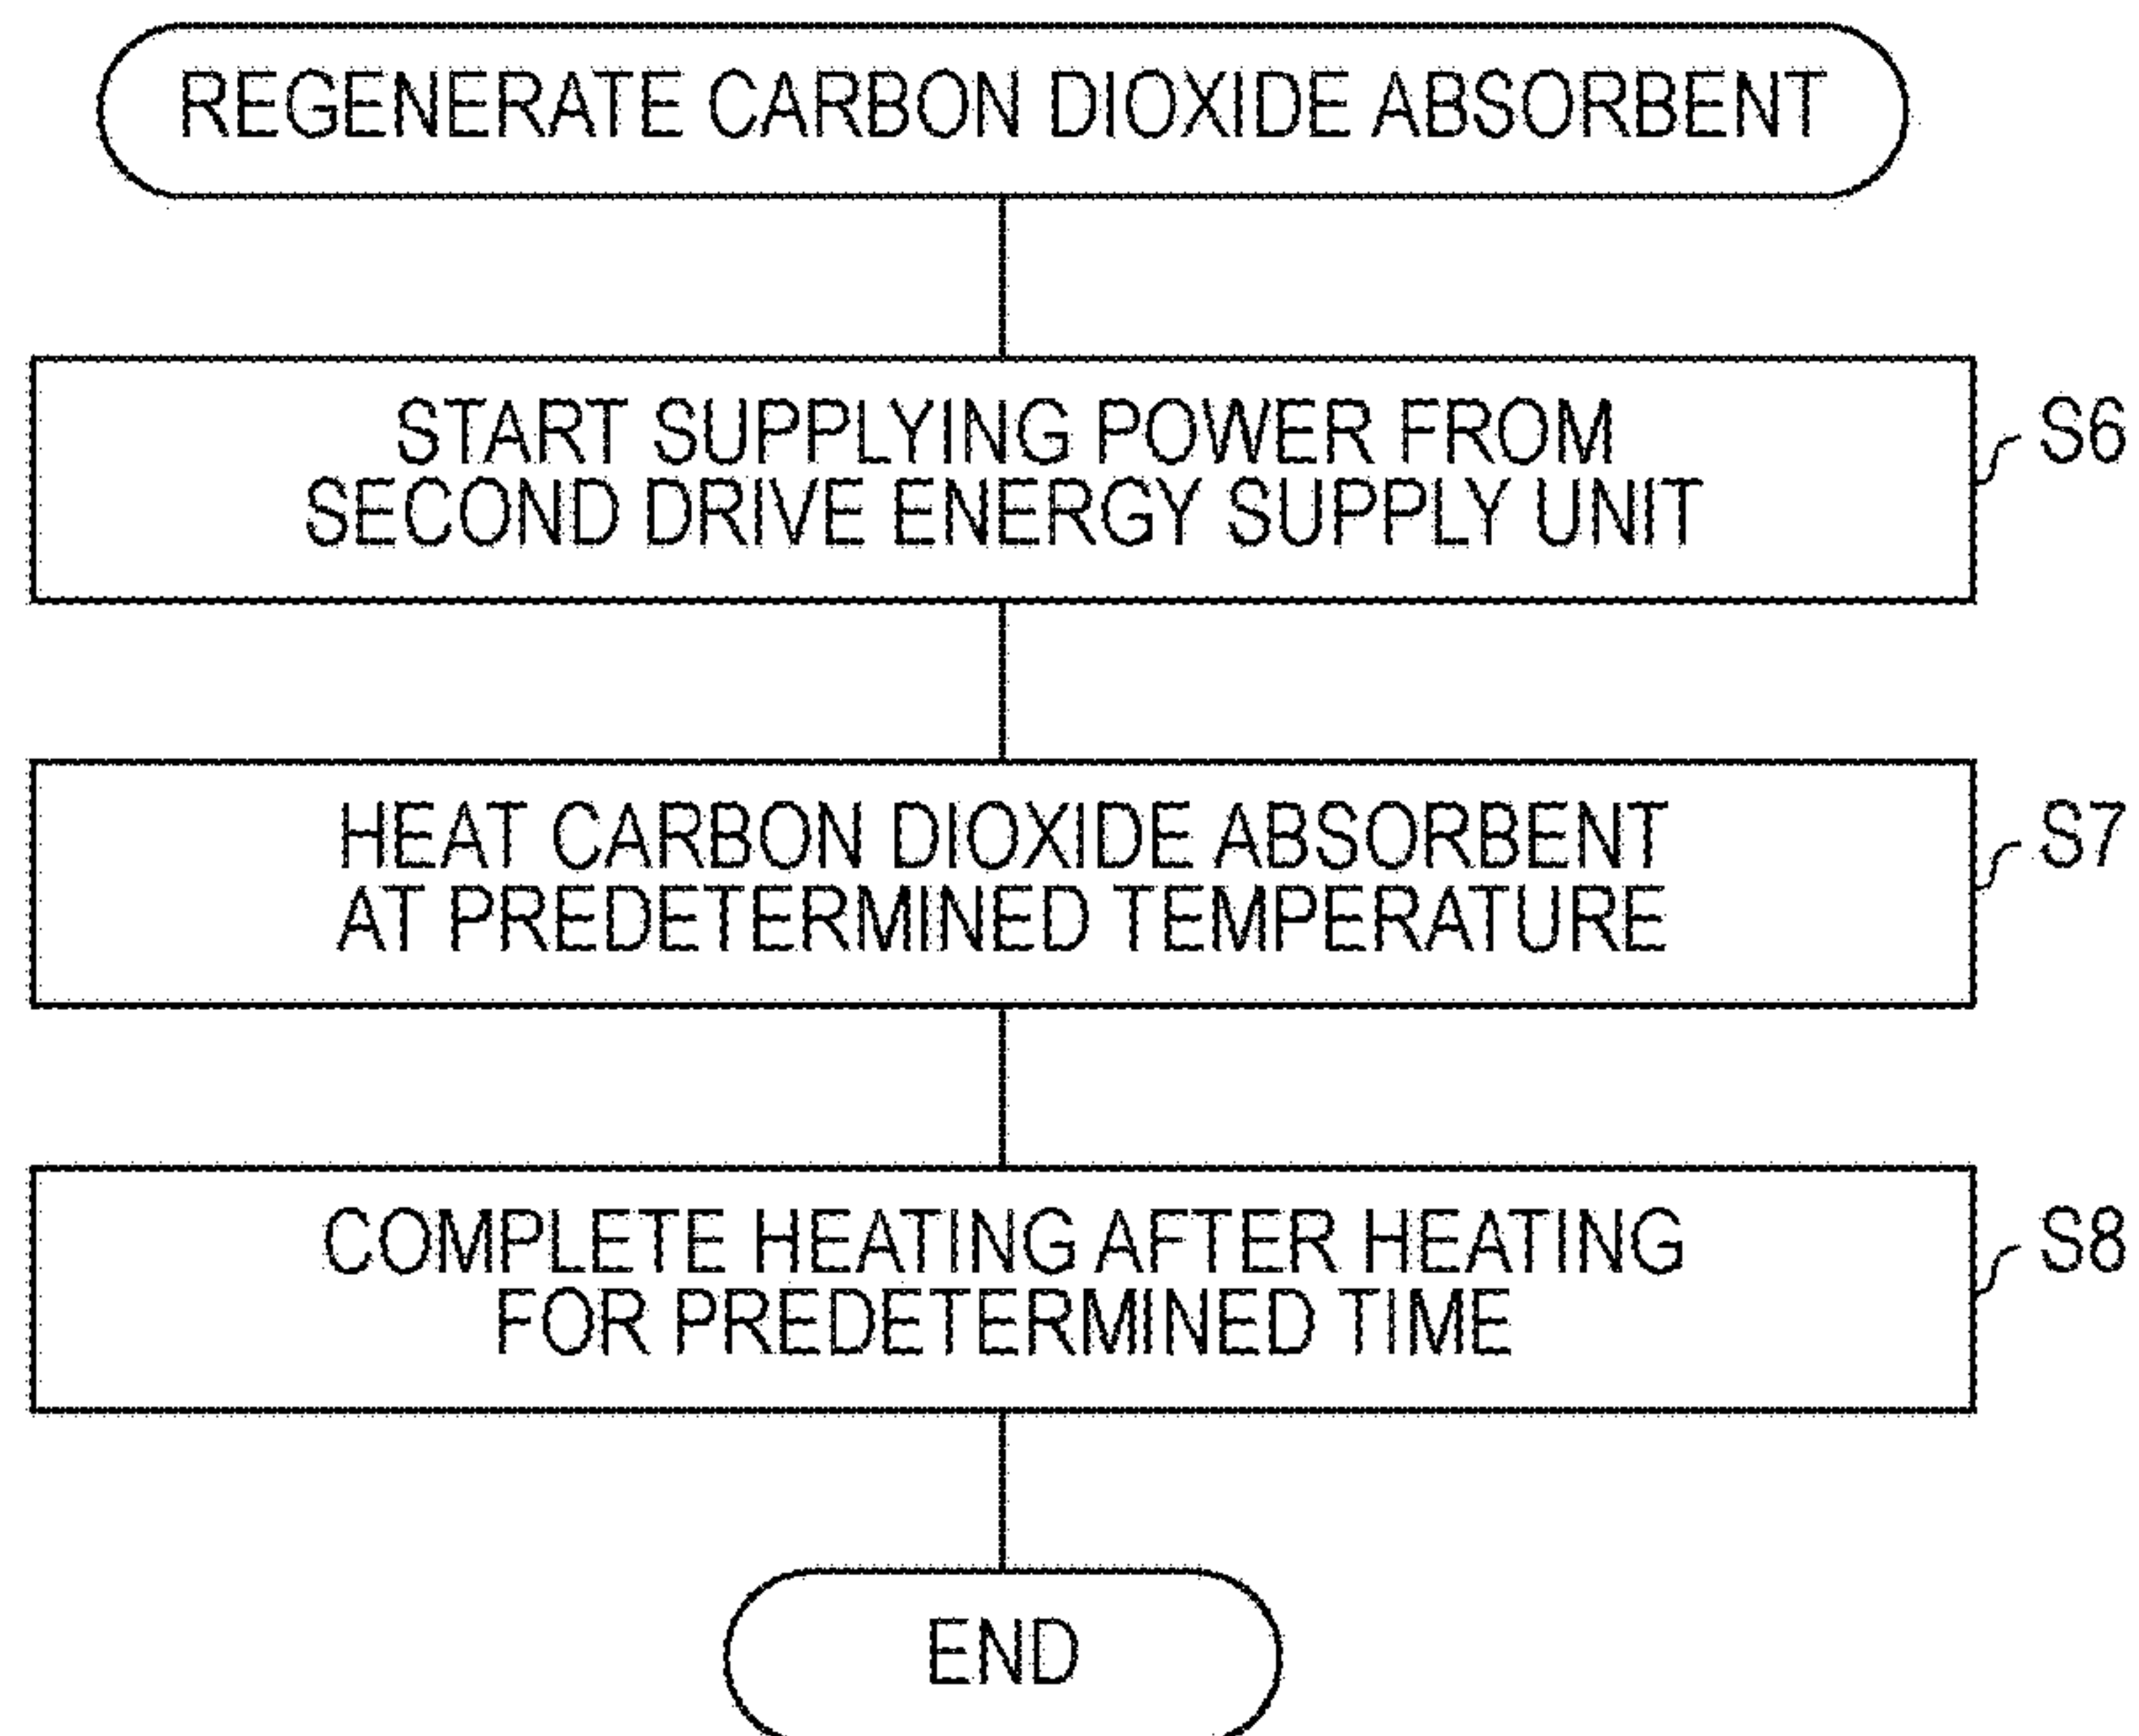 REGENERATE CARBON DIOXIDE ABSORBENT
START SUPPLYING POWER FROM
SECOND DRIVE ENERGY SUPPLY UNIT
S6
HEAT CARBON DIOXIDE ABSORBENT
AT PREDETERMINED TEMPERATURE
S7
COMPLETE HEATING AFTER HEATING
FOR PREDETERMINED TIME
S8
END